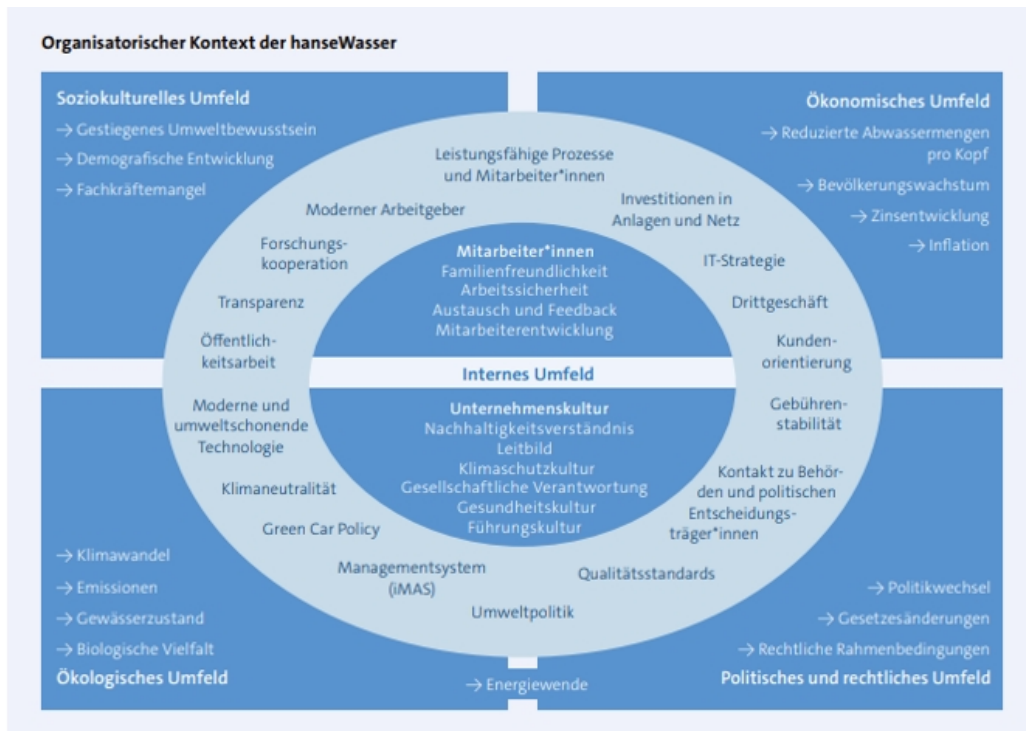 Organisatorischer Kontext der hanseWasser
Soziokulturelles Umfeld
→ Gestiegenes Umweltbewusstsein
→ Demografische Entwicklung
→ Fachkräftemangel
Ökonomisches Umfeld
→ Reduzierte Abwassermengen
pro Kopf
→ Bevölkerungswachstum
→ Zinsentwicklung
→ Inflation
Leistungsfähige Prozesse
und Mitarbeiter*innen
Investitionen in
Anlagen und Netz
IT-Strategie
Drittgeschäft
Kunden-
orientierung
Gebühren-
stabilität
Kontakt zu Behör-
den und politischen
Entscheidungs-
träger*innen
Qualitätsstandards
Umweltpolitik
Managementsystem
(iMAS)
Green Car Policy
Klimaneutralität
Moderne und
umweltschonende
Technologie
Öffentlich-
keitsarbeit
Transparenz
Forschungs-
kooperation
Moderner Arbeitgeber
Mitarbeiter*innen
Familienfreundlichkeit
Arbeitssicherheit
Austausch und Feedback
Mitarbeiterentwicklung
Internes Umfeld
Unternehmenskultur
Nachhaltigkeitsverständnis
Leitbild
Klimaschutzkultur
Gesellschaftliche Verantwortung
Gesundheitskultur
Führungskultur
→ Klimawandel
→ Emissionen
→ Gewässerzustand
→ Biologische Vielfalt
Ökologisches Umfeld
→ Energiewende
→ Politikwechsel
→ Gesetzesänderungen
→ Rechtliche Rahmenbedingungen
Politisches und rechtliches Umfeld